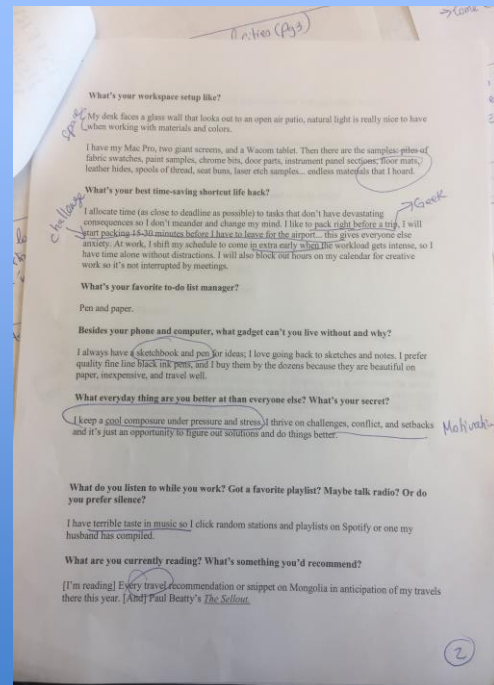 →Come
Activities (Pg3)
What's your workspace setup like?
Space
My desk faces a glass wall that looks out to an open air patio, natural light is really nice to have
when working with materials and colors.
I have my Mac Pro, two giant screens, and a Wacom tablet. Then there are the samples: piles of
fabric swatches, paint samples, chrome bits, door parts, instrument panel sections, floor mats,
leather hides, spools of thread, seat buns, laser etch samples... endless materials that I hoard.
What's your best time-saving shortcut life hack?
→Geek
challenge
I allocate time (as close to deadline as possible) to tasks that don't have devastating
consequences so I don't meander and change my mind. I like to pack right before a trip, I will
start packing 15-30 minutes before I have to leave for the airport... this gives everyone else
anxiety. At work, I shift my schedule to come in extra early when the workload gets intense, so I
have time alone without distractions. I will also block out hours on my calendar for creative
work so it's not interrupted by meetings.
What's your favorite to-do list manager?
Pen and paper.
Besides your phone and computer, what gadget can't you live without and why?
I always have a sketchbook and pen for ideas; I love going back to sketches and notes. I prefer
quality fine line black ink pens, and I buy them by the dozens because they are beautiful on
paper, inexpensive, and travel well.
What everyday thing are you better at than everyone else? What's your secret?
I keep a cool composure under pressure and stress. I thrive on challenges, conflict, and setbacks
and it's just an opportunity to figure out solutions and do things better.
What do you listen to while you work? Got a favorite playlist? Maybe talk radio? Or do
you prefer silence?
I have terrible taste in music so I click random stations and playlists on Spotify or one my
husband has compiled.
What are you currently reading? What's something you'd recommend?
[I'm reading] Every travel recommendation or snippet on Mongolia in anticipation of my travels
there this year. [And] Paul Beatty's The Sellout.
2